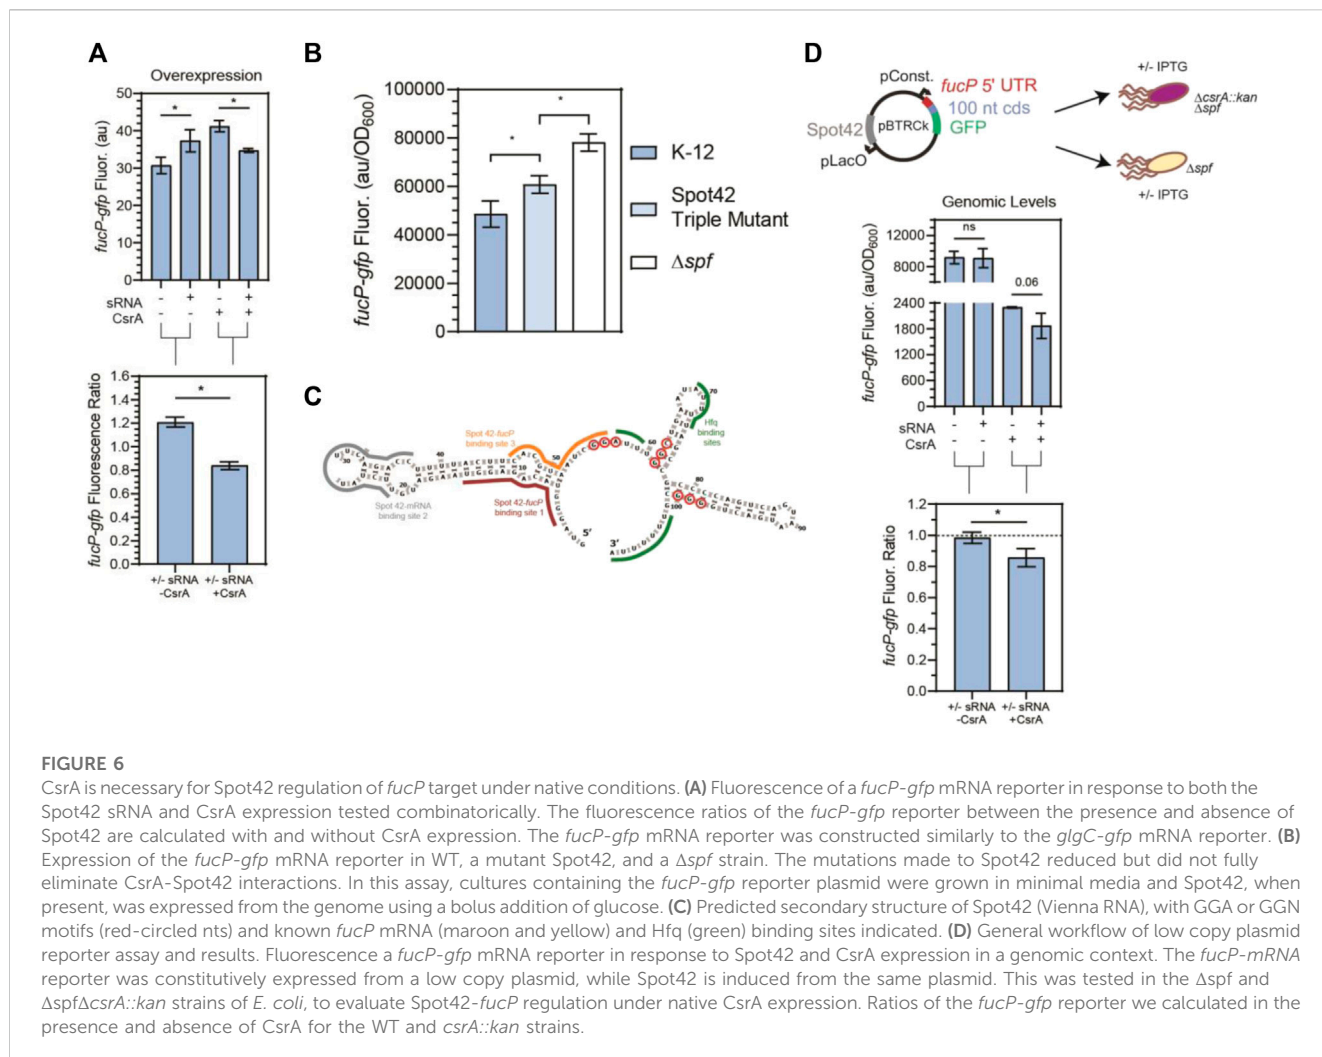 A
Overexpression
fucP-gfp Fluor. (au)
50
40
30
20
10
0
*
*
sRNA - + - +
CsrA - - + +
fucP-gfp Fluorescence Ratio
1.6
1.4
1.2
1.0
0.8
0.6
0.4
0.2
0.0
*
+/- sRNA +/- sRNA
-CsrA +CsrA
B
fucP-gfp Fluor. (au/OD600)
100000
80000
60000
40000
20000
0
*
*
K-12
Spot42
Triple Mutant
Δspf
C
Spot 42-fucP
binding site 3
Spot 42-mRNA
binding site 2
Spot 42-fucP
binding site 1
Hfq
binding
sites
10
20
30
40
50
60
70
80
90
100
5'
3'
D
pConst.
fucP 5' UTR
100 nt cds
GFP
Spot42
pBTRCk
pLacO
+/- IPTG
ΔcsrA::kan
Δspf
Δspf
+/- IPTG
Genomic Levels
fucP-gfp Fluor. (au/OD600)
12000
8000
2400
1800
1200
600
0
ns
0.06
sRNA - + - +
CsrA - - + +
fucP-gfp Fluor. Ratio
1.2
1.0
0.8
0.6
0.4
0.2
0.0
*
+/- sRNA +/- sRNA
-CsrA +CsrA
FIGURE 6
CsrA is necessary for Spot42 regulation of fucP target under native conditions. (A) Fluorescence of a fucP-gfp mRNA reporter in response to both the
Spot42 sRNA and CsrA expression tested combinatorically. The fluorescence ratios of the fucP-gfp reporter between the presence and absence of
Spot42 are calculated with and without CsrA expression. The fucP-gfp mRNA reporter was constructed similarly to the glgC-gfp mRNA reporter. (B)
Expression of the fucP-gfp mRNA reporter in WT, a mutant Spot42, and a Δspf strain. The mutations made to Spot42 reduced but did not fully
eliminate CsrA-Spot42 interactions. In this assay, cultures containing the fucP-gfp reporter plasmid were grown in minimal media and Spot42, when
present, was expressed from the genome using a bolus addition of glucose. (C) Predicted secondary structure of Spot42 (Vienna RNA), with GGA or GGN
motifs (red-circled nts) and known fucP mRNA (maroon and yellow) and Hfq (green) binding sites indicated. (D) General workflow of low copy plasmid
reporter assay and results. Fluorescence a fucP-gfp mRNA reporter in response to Spot42 and CsrA expression in a genomic context. The fucP-mRNA
reporter was constitutively expressed from a low copy plasmid, while Spot42 is induced from the same plasmid. This was tested in the Δspf and
ΔspfΔcsrA::kan strains of E. coli, to evaluate Spot42-fucP regulation under native CsrA expression. Ratios of the fucP-gfp reporter we calculated in the
presence and absence of CsrA for the WT and csrA::kan strains.